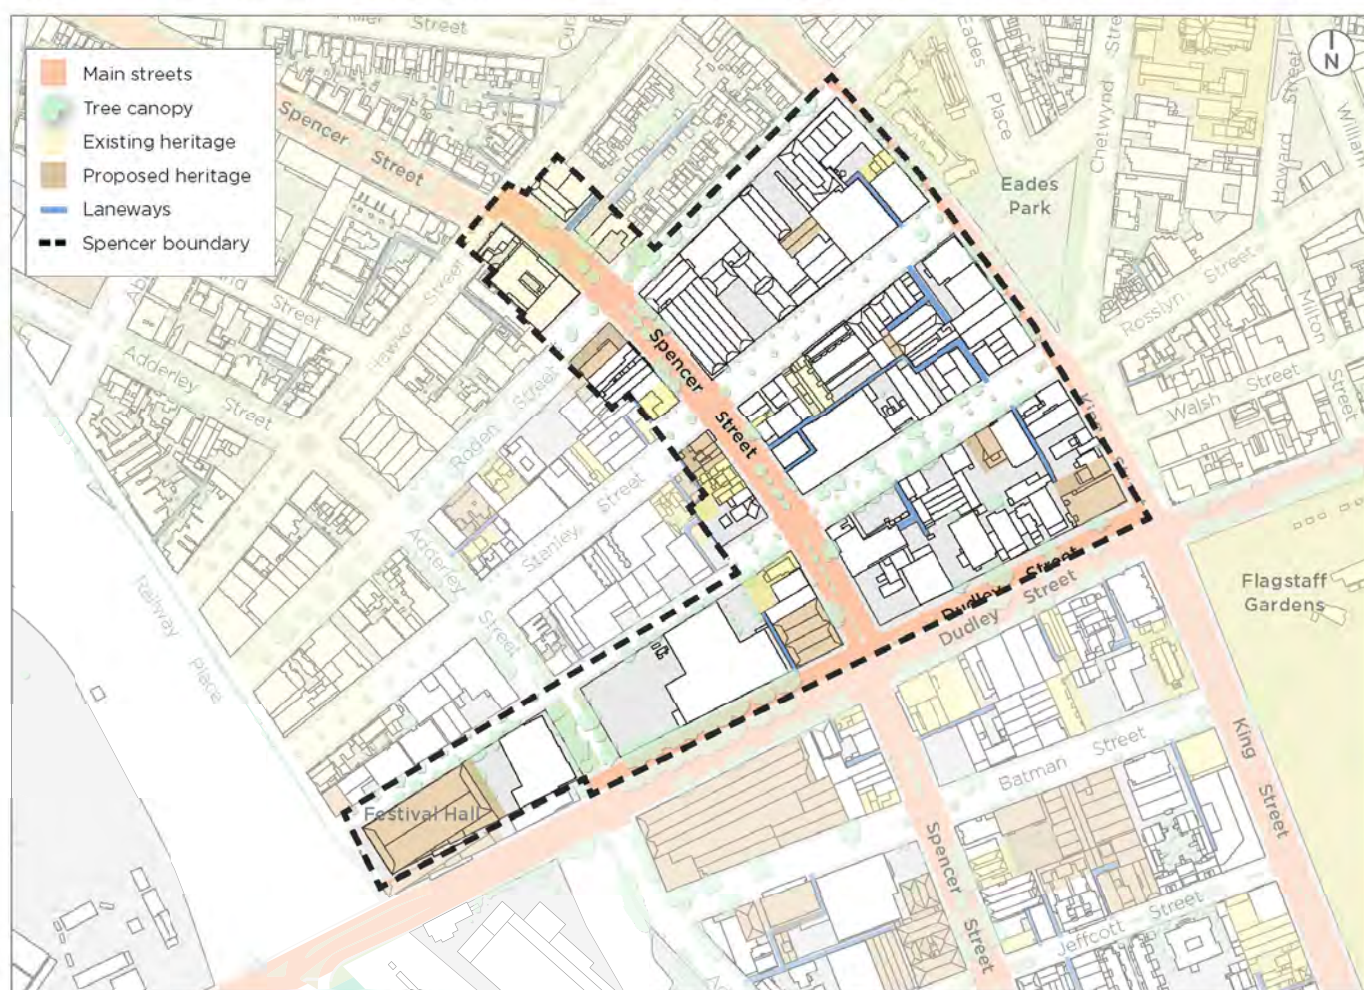 Street
Eades
Place
Chetwynd Stre
Howard Street
William
N
Main streets
Tree canopy
Existing heritage
Proposed heritage
Laneways
Spencer boundary
Spencer Street
Eades
Park
Street
Hawke Street
Adderley
Street
Roden Street
Spencer
Street
Rosslyn Street
Milton
Street
Walsh Street
King
Stanley Street
Adderley
Street
Railway
Place
Dudley Street
Dudley Street
Flagstaff
Gardens
Batman Street
King
Street
Festival Hall
Spencer
Street
Jeffcott Street